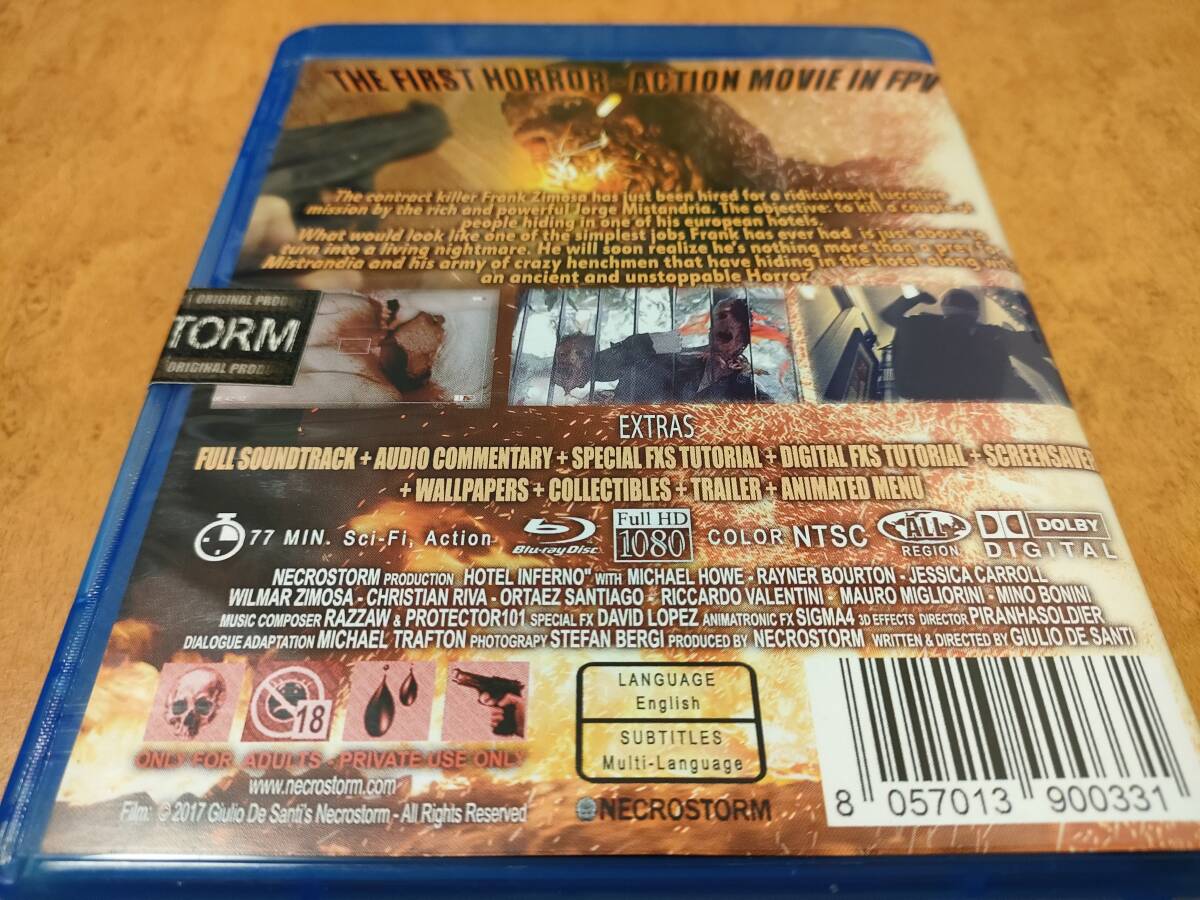 THE FIRST HORROR - ACTION MOVIE IN FPV
The contract killer Frank Zimosa has just been hired for a ridiculously lucrative
mission by the rich and powerful Jorge Mistandria. The objective: to kill a
people hiding in one of his european hotels.
What would look like one of the simplest jobs Frank has ever had is just about to
turn into a living nightmare. He will soon realize he's nothing more than a prey
Mistrandia and his army of crazy henchmen that have hiding in the hotel along
an ancient and unstoppable Horror
ORIGINAL PRODU
TORM
ORIGINAL PRODU
EXTRAS
FULL SOUNDTRACK + AUDIO COMMENTARY + SPECIAL FXS TUTORIAL + DIGITAL FXS TUTORIAL + SCREENSAVER
+ WALLPAPERS + COLLECTIBLES + TRAILER + ANIMATED MENU
77 MIN. Sci-Fi, Action Blu-ray Disc Full HD 1080 COLOR NTSC ALL REGION DOLBY DIGITAL
NECROSTORM PRODUCTION HOTEL INFERNO" WITH MICHAEL HOWE - RAYNER BOURTON - JESSICA CARROLL
WILMAR ZIMOSA - CHRISTIAN RIVA - ORTAEZ SANTIAGO - RICCARDO VALENTINI - MAURO MIGLIORINI - MINO BONINI
MUSIC COMPOSER RAZZAW & PROTECTOR101 SPECIAL FX DAVID LOPEZ ANIMATRONIC FX SIGMA4 3D EFFECTS DIRECTOR PIRANHASOLDIER
DIALOGUE ADAPTATION MICHAEL TRAFTON PHOTOGRAPY STEFAN BERGI PRODUCED BY NECROSTORM WRITTEN & DIRECTED BY GIULIO DE SANTI
18
ONLY FOR ADULTS - PRIVATE USE ONLY
www.necrostorm.com
Film: © 2017 Giulio De Santi's Necrostorm - All Rights Reserved
LANGUAGE
English
SUBTITLES
Multi-Language
NECROSTORM
8 057013 900331